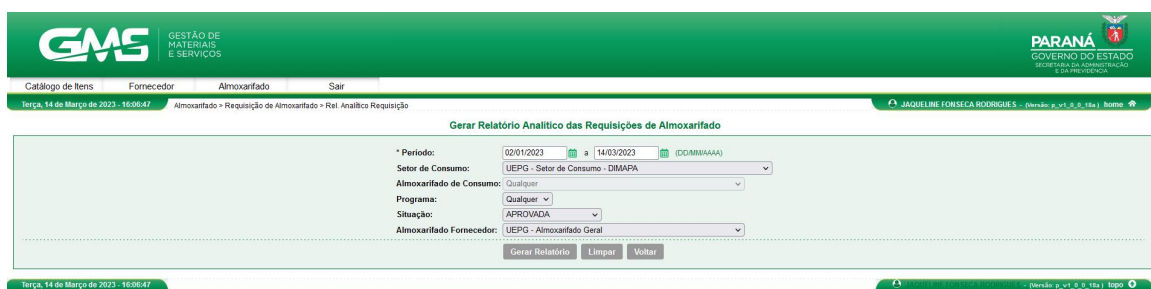 GMS GESTÃO DE MATERIAIS E SERVIÇOS
PARANÁ
GOVERNO DO ESTADO
SECRETARIA DA ADMINISTRAÇÃO
E DA PREVIDÊNCIA
Catálogo de Itens Fornecedor Almoxarifado Sair
Terça, 14 de Março de 2023 - 16:06:47 Almoxarifado > Requisição de Almoxarifado > Rel. Analítico Requisição JAQUELINE FONSECA RODRIGUES - (Versão: p_v1_0_0_18a) home
Gerar Relatório Analítico das Requisições de Almoxarifado
* Período: 02/01/2023 a 14/03/2023 (DD/MM/AAAA)
Setor de Consumo: UEPG - Setor de Consumo - DIMAPA
Almoxarifado de Consumo: Qualquer
Programa: Qualquer
Situação: APROVADA
Almoxarifado Fornecedor: UEPG - Almoxarifado Geral
Gerar Relatório Limpar Voltar
Terça, 14 de Março de 2023 - 16:06:47 JAQUELINE FONSECA RODRIGUES - (Versão: p_v1_0_0_18a) topo